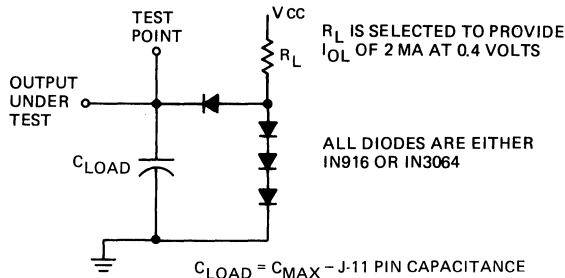 TEST
POINT
VCC
RL
RL IS SELECTED TO PROVIDE
IOL OF 2 MA AT 0.4 VOLTS
OUTPUT
UNDER
TEST
CLOAD
ALL DIODES ARE EITHER
IN916 OR IN3064
CLOAD = CMAX – J-11 PIN CAPACITANCE